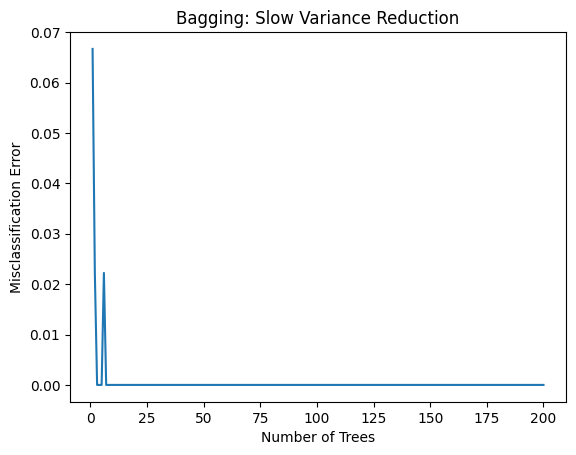 Bagging: Slow Variance Reduction
0.07
0.06
0.05
0.04
0.03
0.02
0.01
0.00
Misclassification Error
0 25 50 75 100 125 150 175 200
Number of Trees